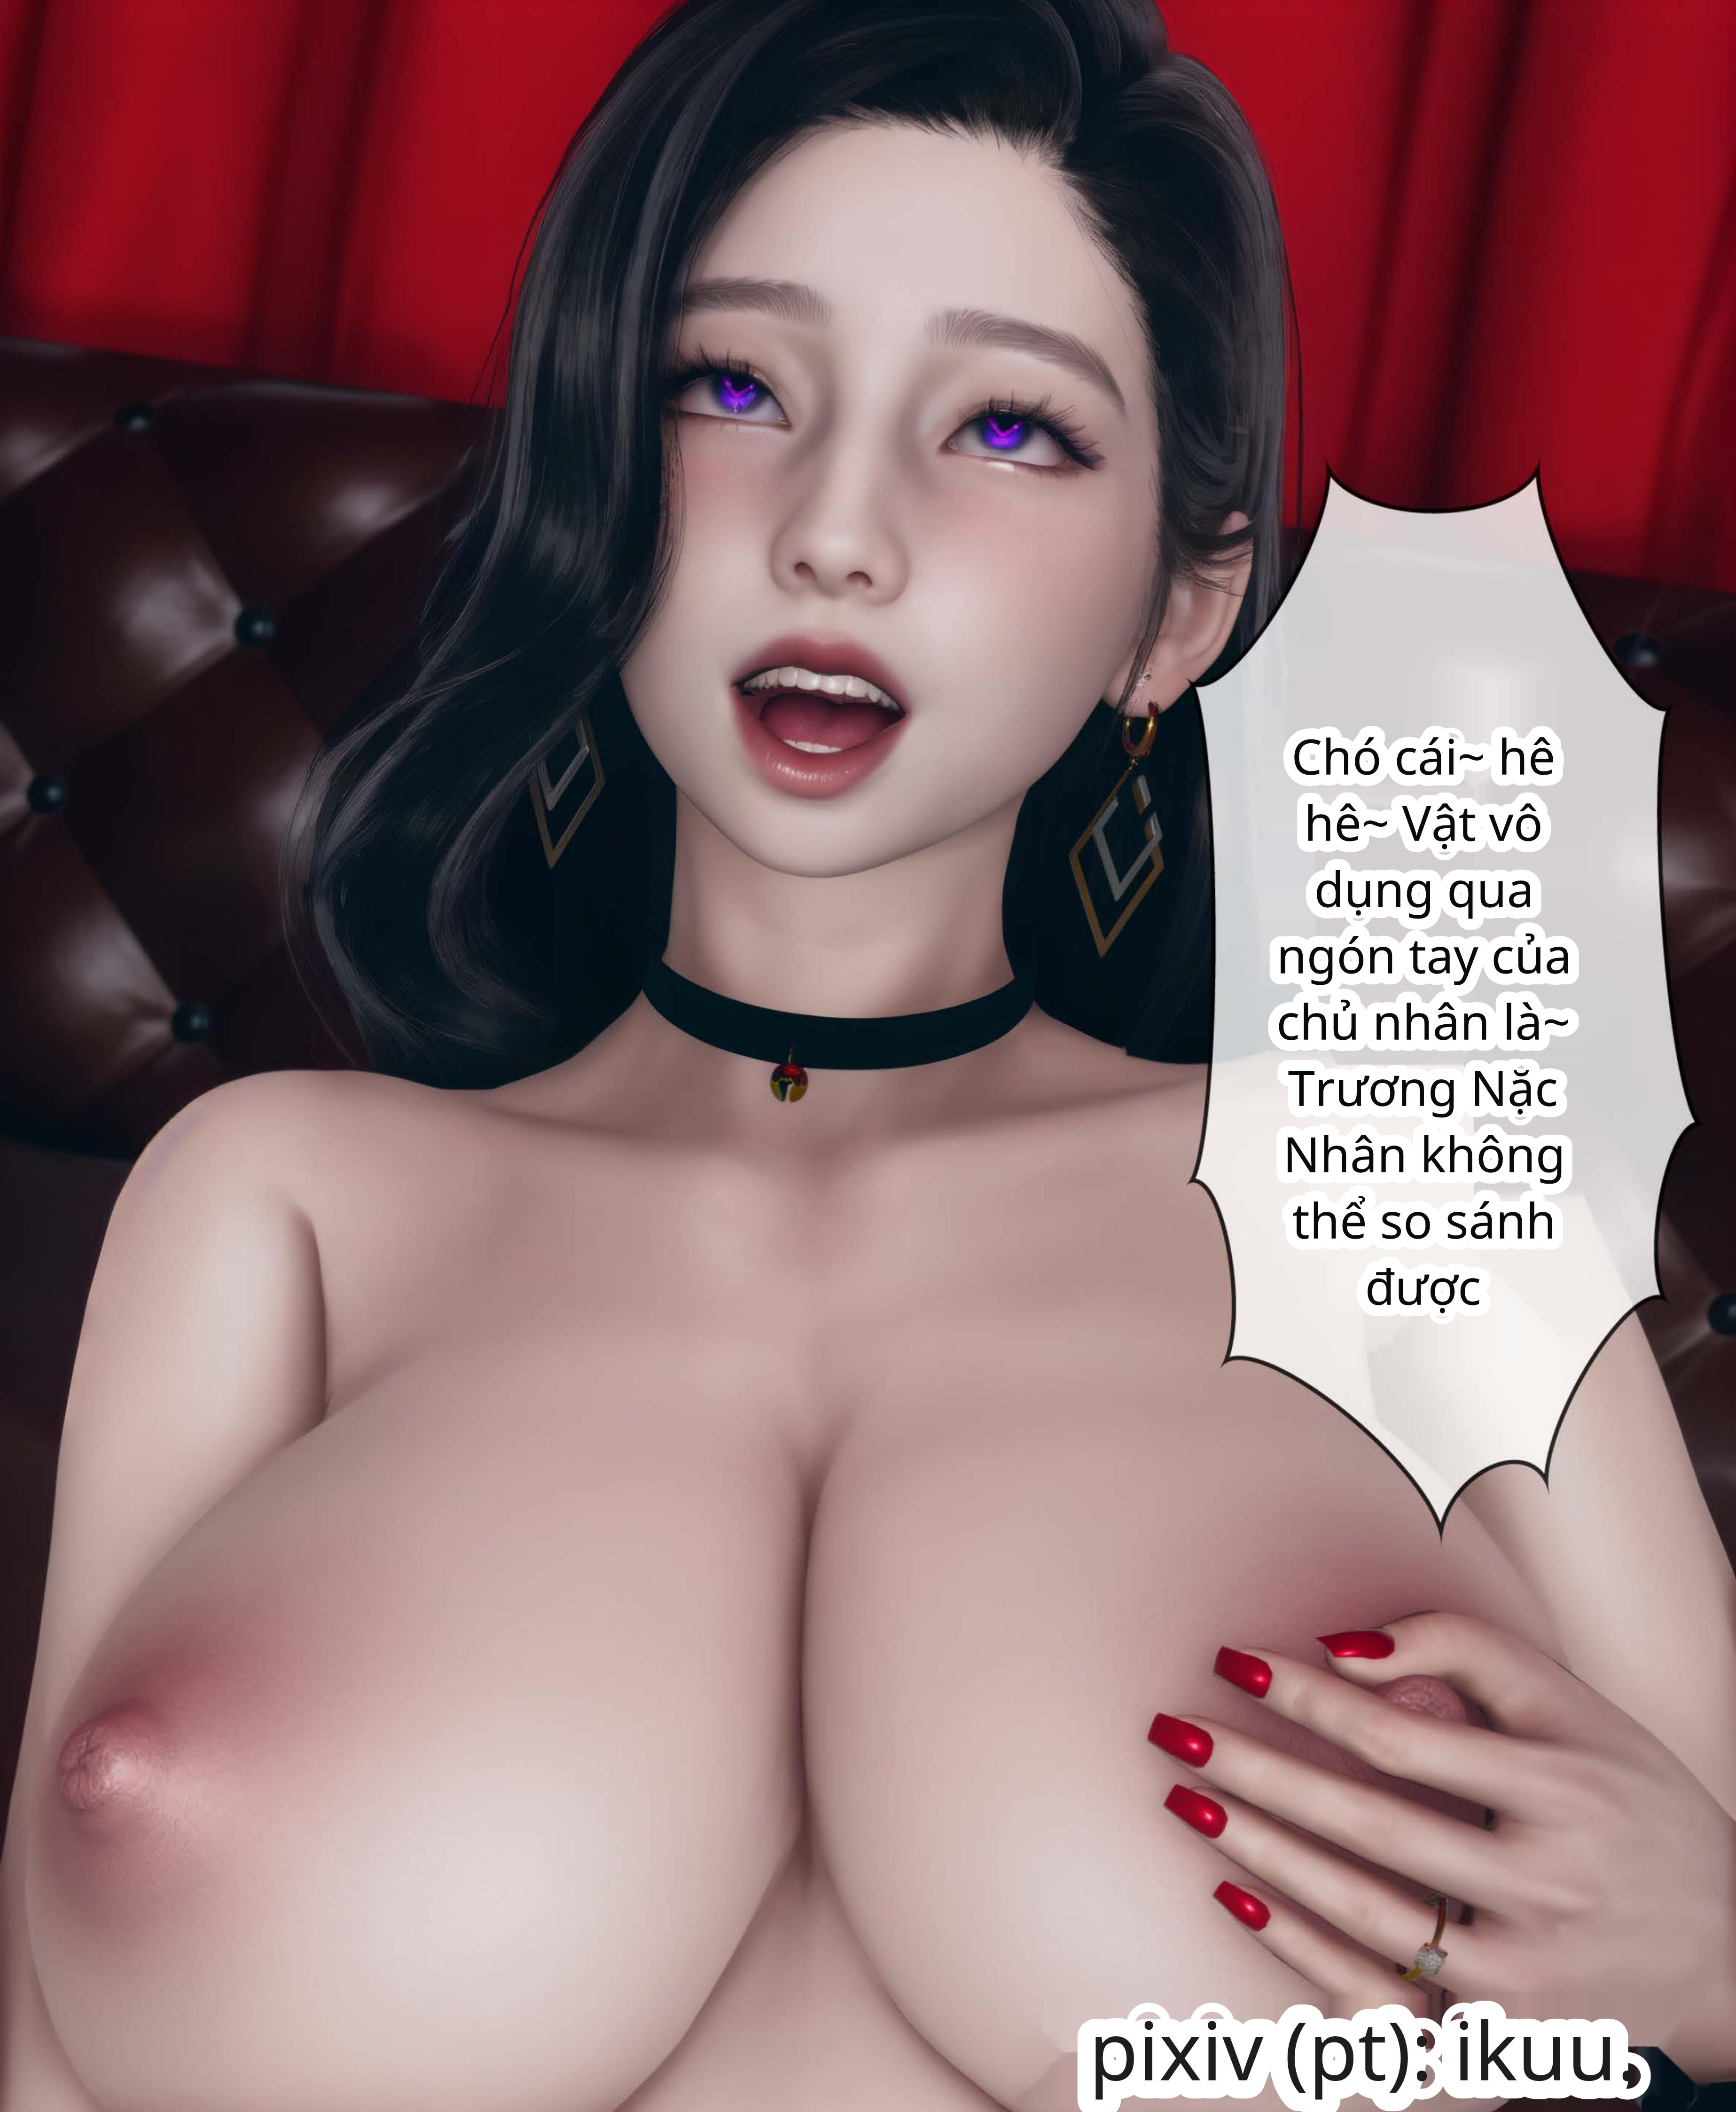 Chó cái~ hê
hê~ Vật vô
dụng qua
ngón tay của
chủ nhân là~
Trương Nặc
Nhân không
thể so sánh
được
pixiv (pt): ikuu.